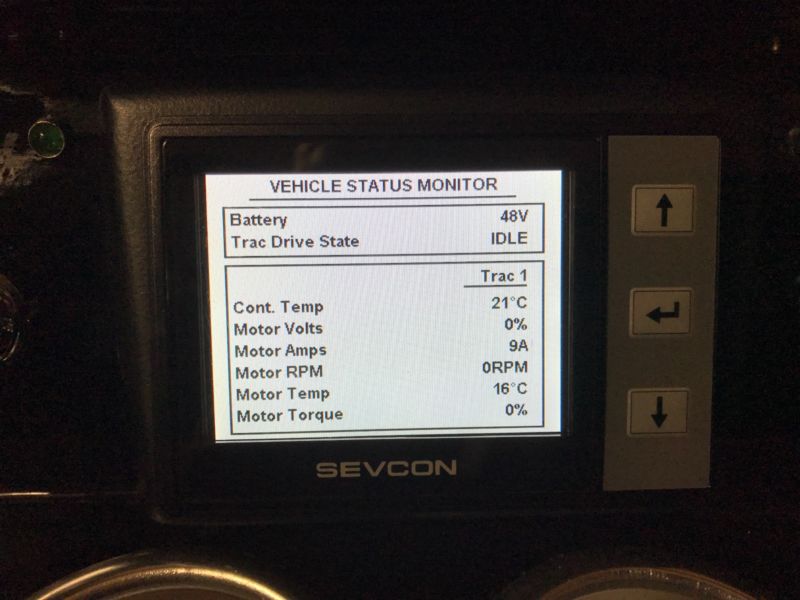 VEHICLE STATUS MONITOR
Battery 48V
Trac Drive State IDLE
Trac 1
Cont. Temp 21°C
Motor Volts 0%
Motor Amps 9A
Motor RPM 0RPM
Motor Temp 16°C
Motor Torque 0%
SEVCON